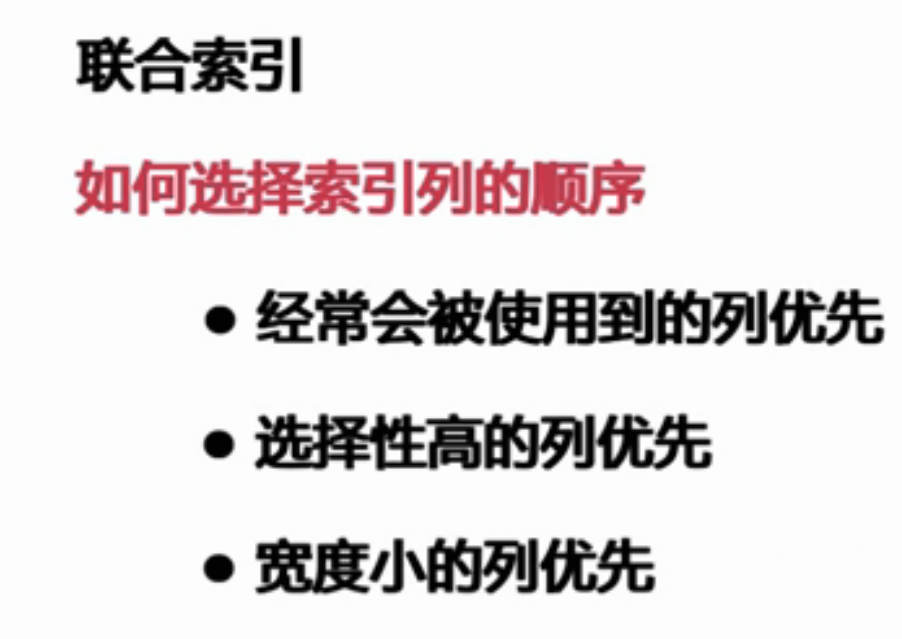 联合索引
如何选择索引列的顺序
● 经常会被使用到的列优先
● 选择性高的列优先
● 宽度小的列优先